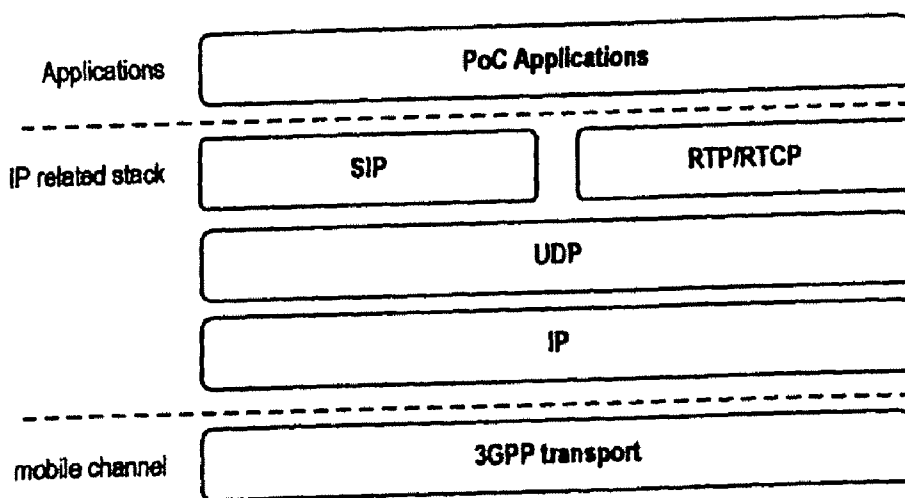 Applications
PoC Applications
IP related stack
SIP
RTP/RTCP
UDP
IP
mobile channel
3GPP transport